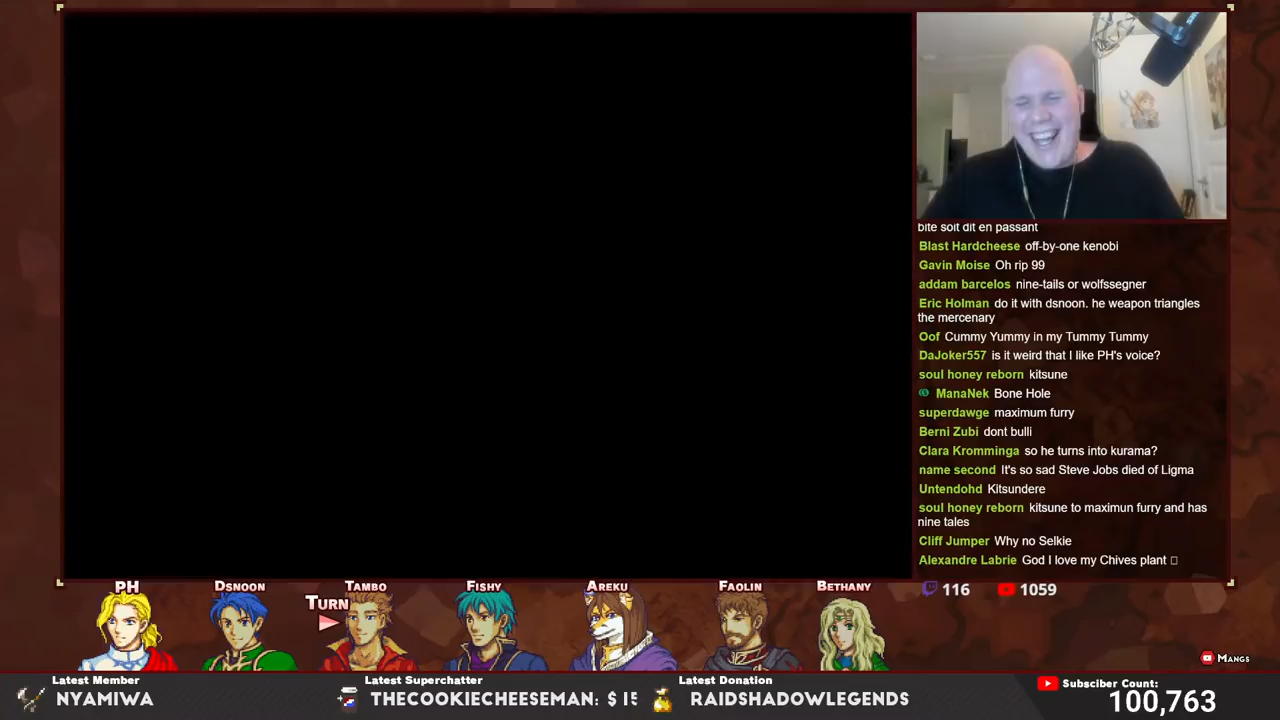 bite soit dit en passant
Blast Hardcheese off-by-one kenobi
Gavin Moise Oh rip 99
addam barcelos nine-tails or wolfssegner
Eric Holman do it with dsnoon. he weapon triangles
the mercenary
Oof Cummy Yummy in my Tummy Tummy
DaJoker557 is it weird that I like PH's voice?
soul honey reborn kitsune
ManaNek Bone Hole
superdawge maximum furry
Berni Zubi dont bulli
Clara Kromminga so he turns into kurama?
name second It's so sad Steve Jobs died of Ligma
Untendohd Kitsundere
soul honey reborn kitsune to maximun furry and has
nine tales
Cliff Jumper Why no Selkie
Alexandre Labrie God I love my Chives plant
PH Dsnoon Tambo Fishy Areku Faolin Bethany
116 1059
Turn
Mangs
Latest Member Latest Superchatter Latest Donation Subsciber Count:
NYAMIWA THECOOKIECHEESEMAN: $ 15 RAIDSHADOWLEGENDS 100,763